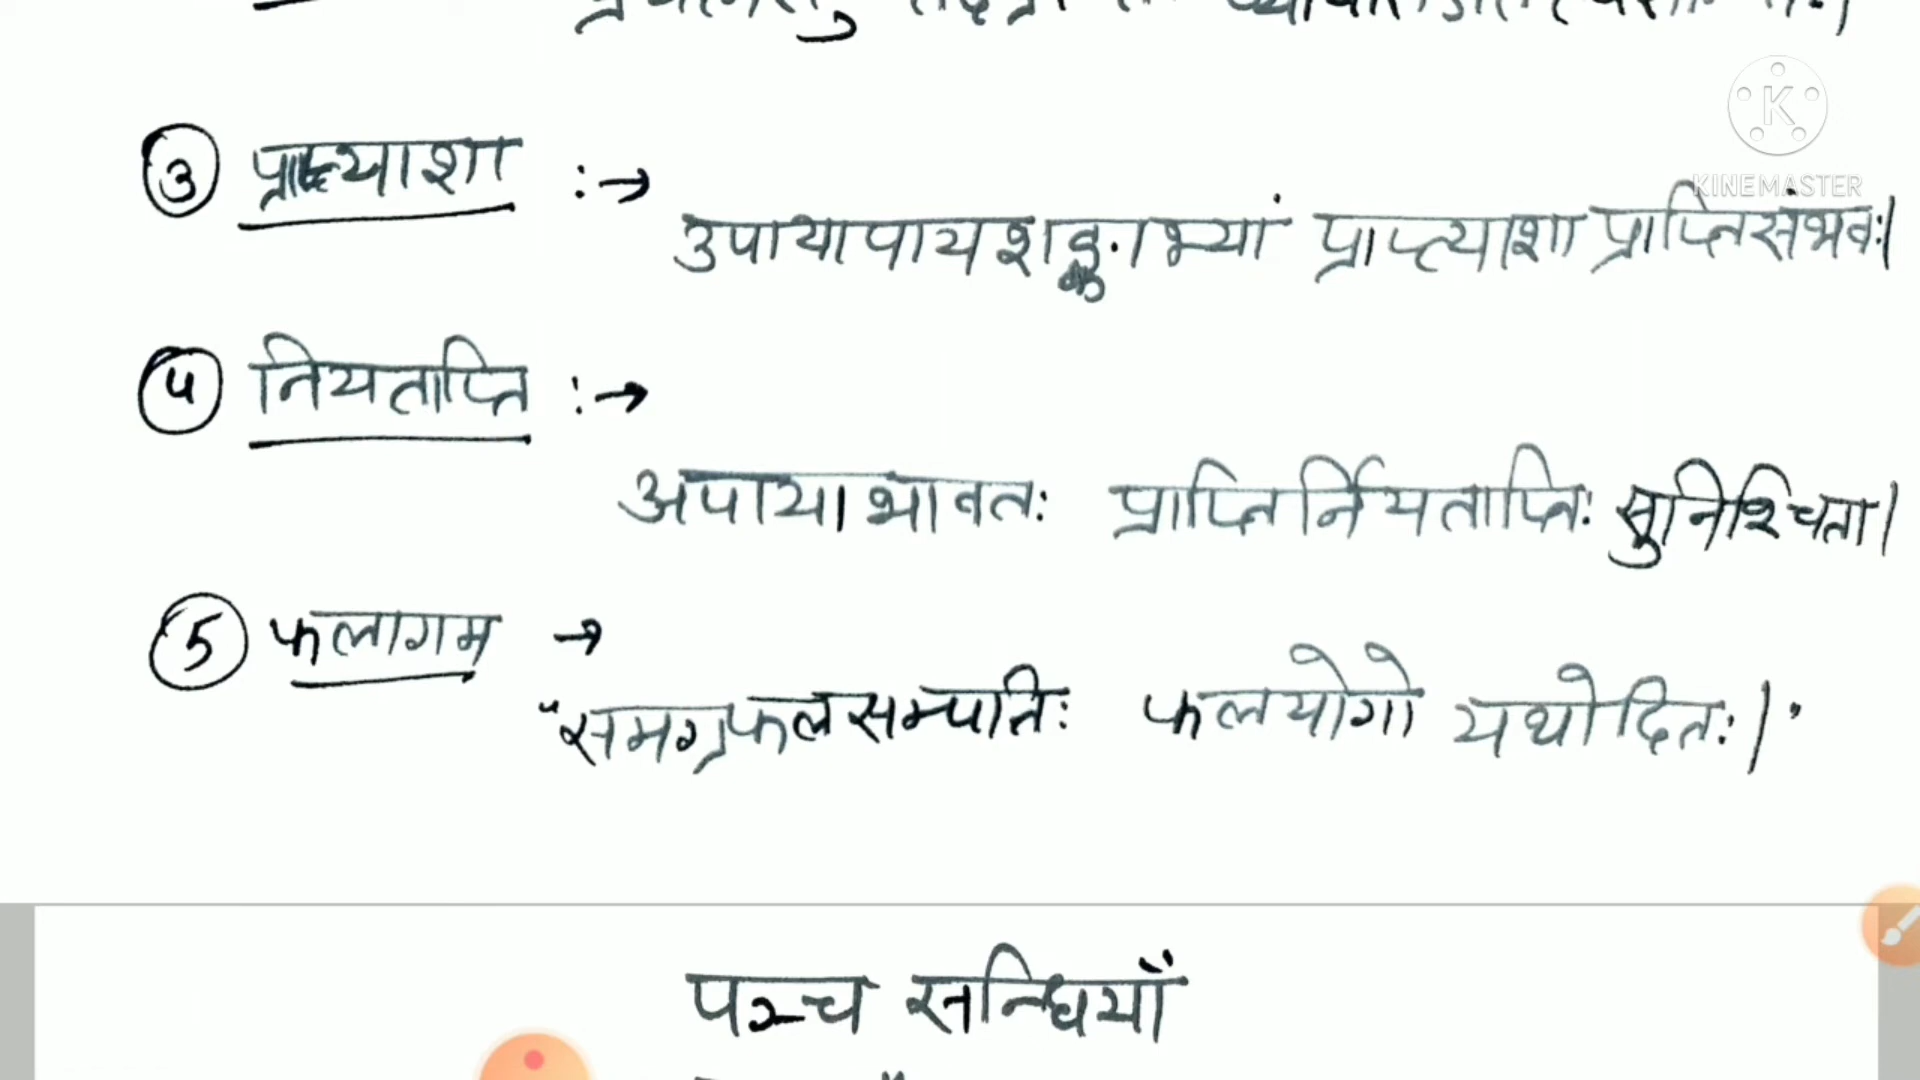 ③ प्राप्त्याशा :→
KINEMASTER
उपायापायशङ्काभ्यां प्राप्त्याशा प्राप्तिसंभवः।
④ नियताप्ति :→
अपायाभावतः प्राप्तिर्नियताप्तिः सुनिश्चिता।
⑤ फलागम →
"समग्रफलसम्पतिः फलयोगो यथोदितः।"
पञ्च सन्धियाँ